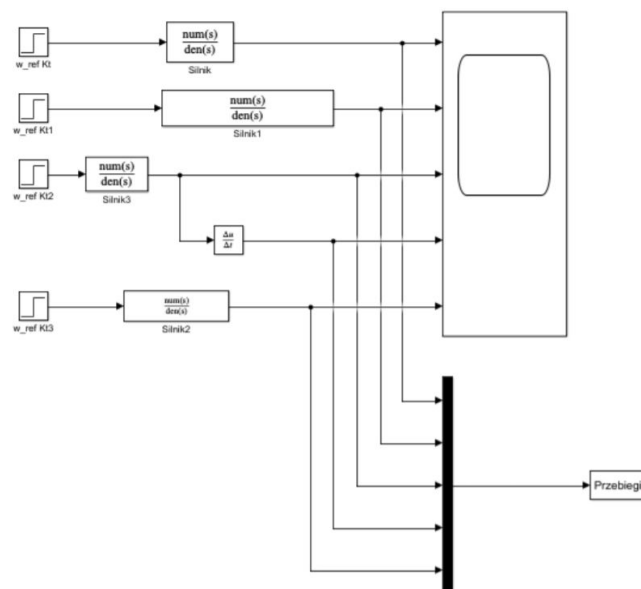 num(s)
den(s)
w_ref Kt
Silnik
num(s)
den(s)
w_ref Kt1
Silnik1
num(s)
den(s)
w_ref Kt2
Silnik3
Δu
Δt
num(s)
den(s)
w_ref Kt3
Silnik2
Przebiegi